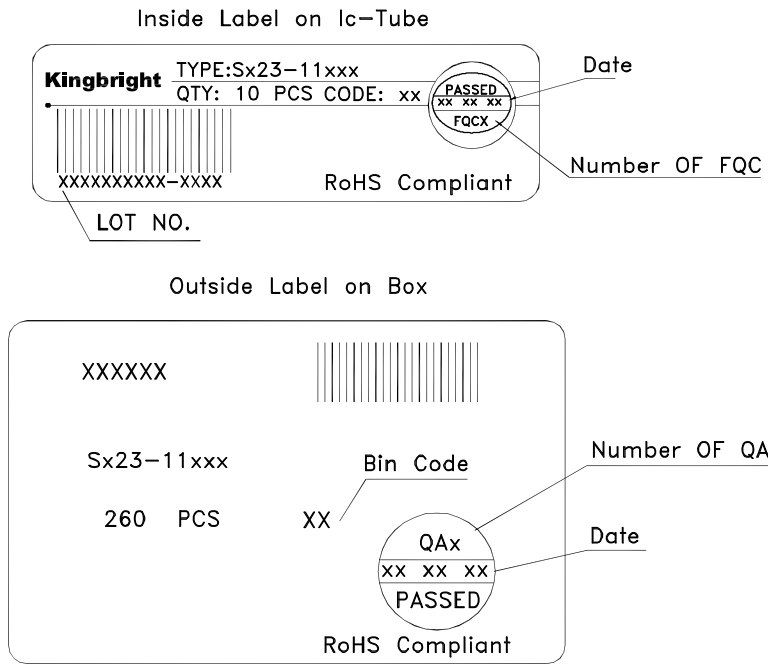 Inside Label on Ic-Tube
Kingbright
TYPE:Sx23-11xxx
QTY: 10 PCS CODE: xx
PASSED
xx xx xx
FQCX
Date
Number OF FQC
XXXXXXXXXX-XXXX
RoHS Compliant
LOT NO.
Outside Label on Box
XXXXXX
Sx23-11xxx
Bin Code
Number OF QA
260 PCS
XX
QAx
Date
XX XX XX
PASSED
RoHS Compliant